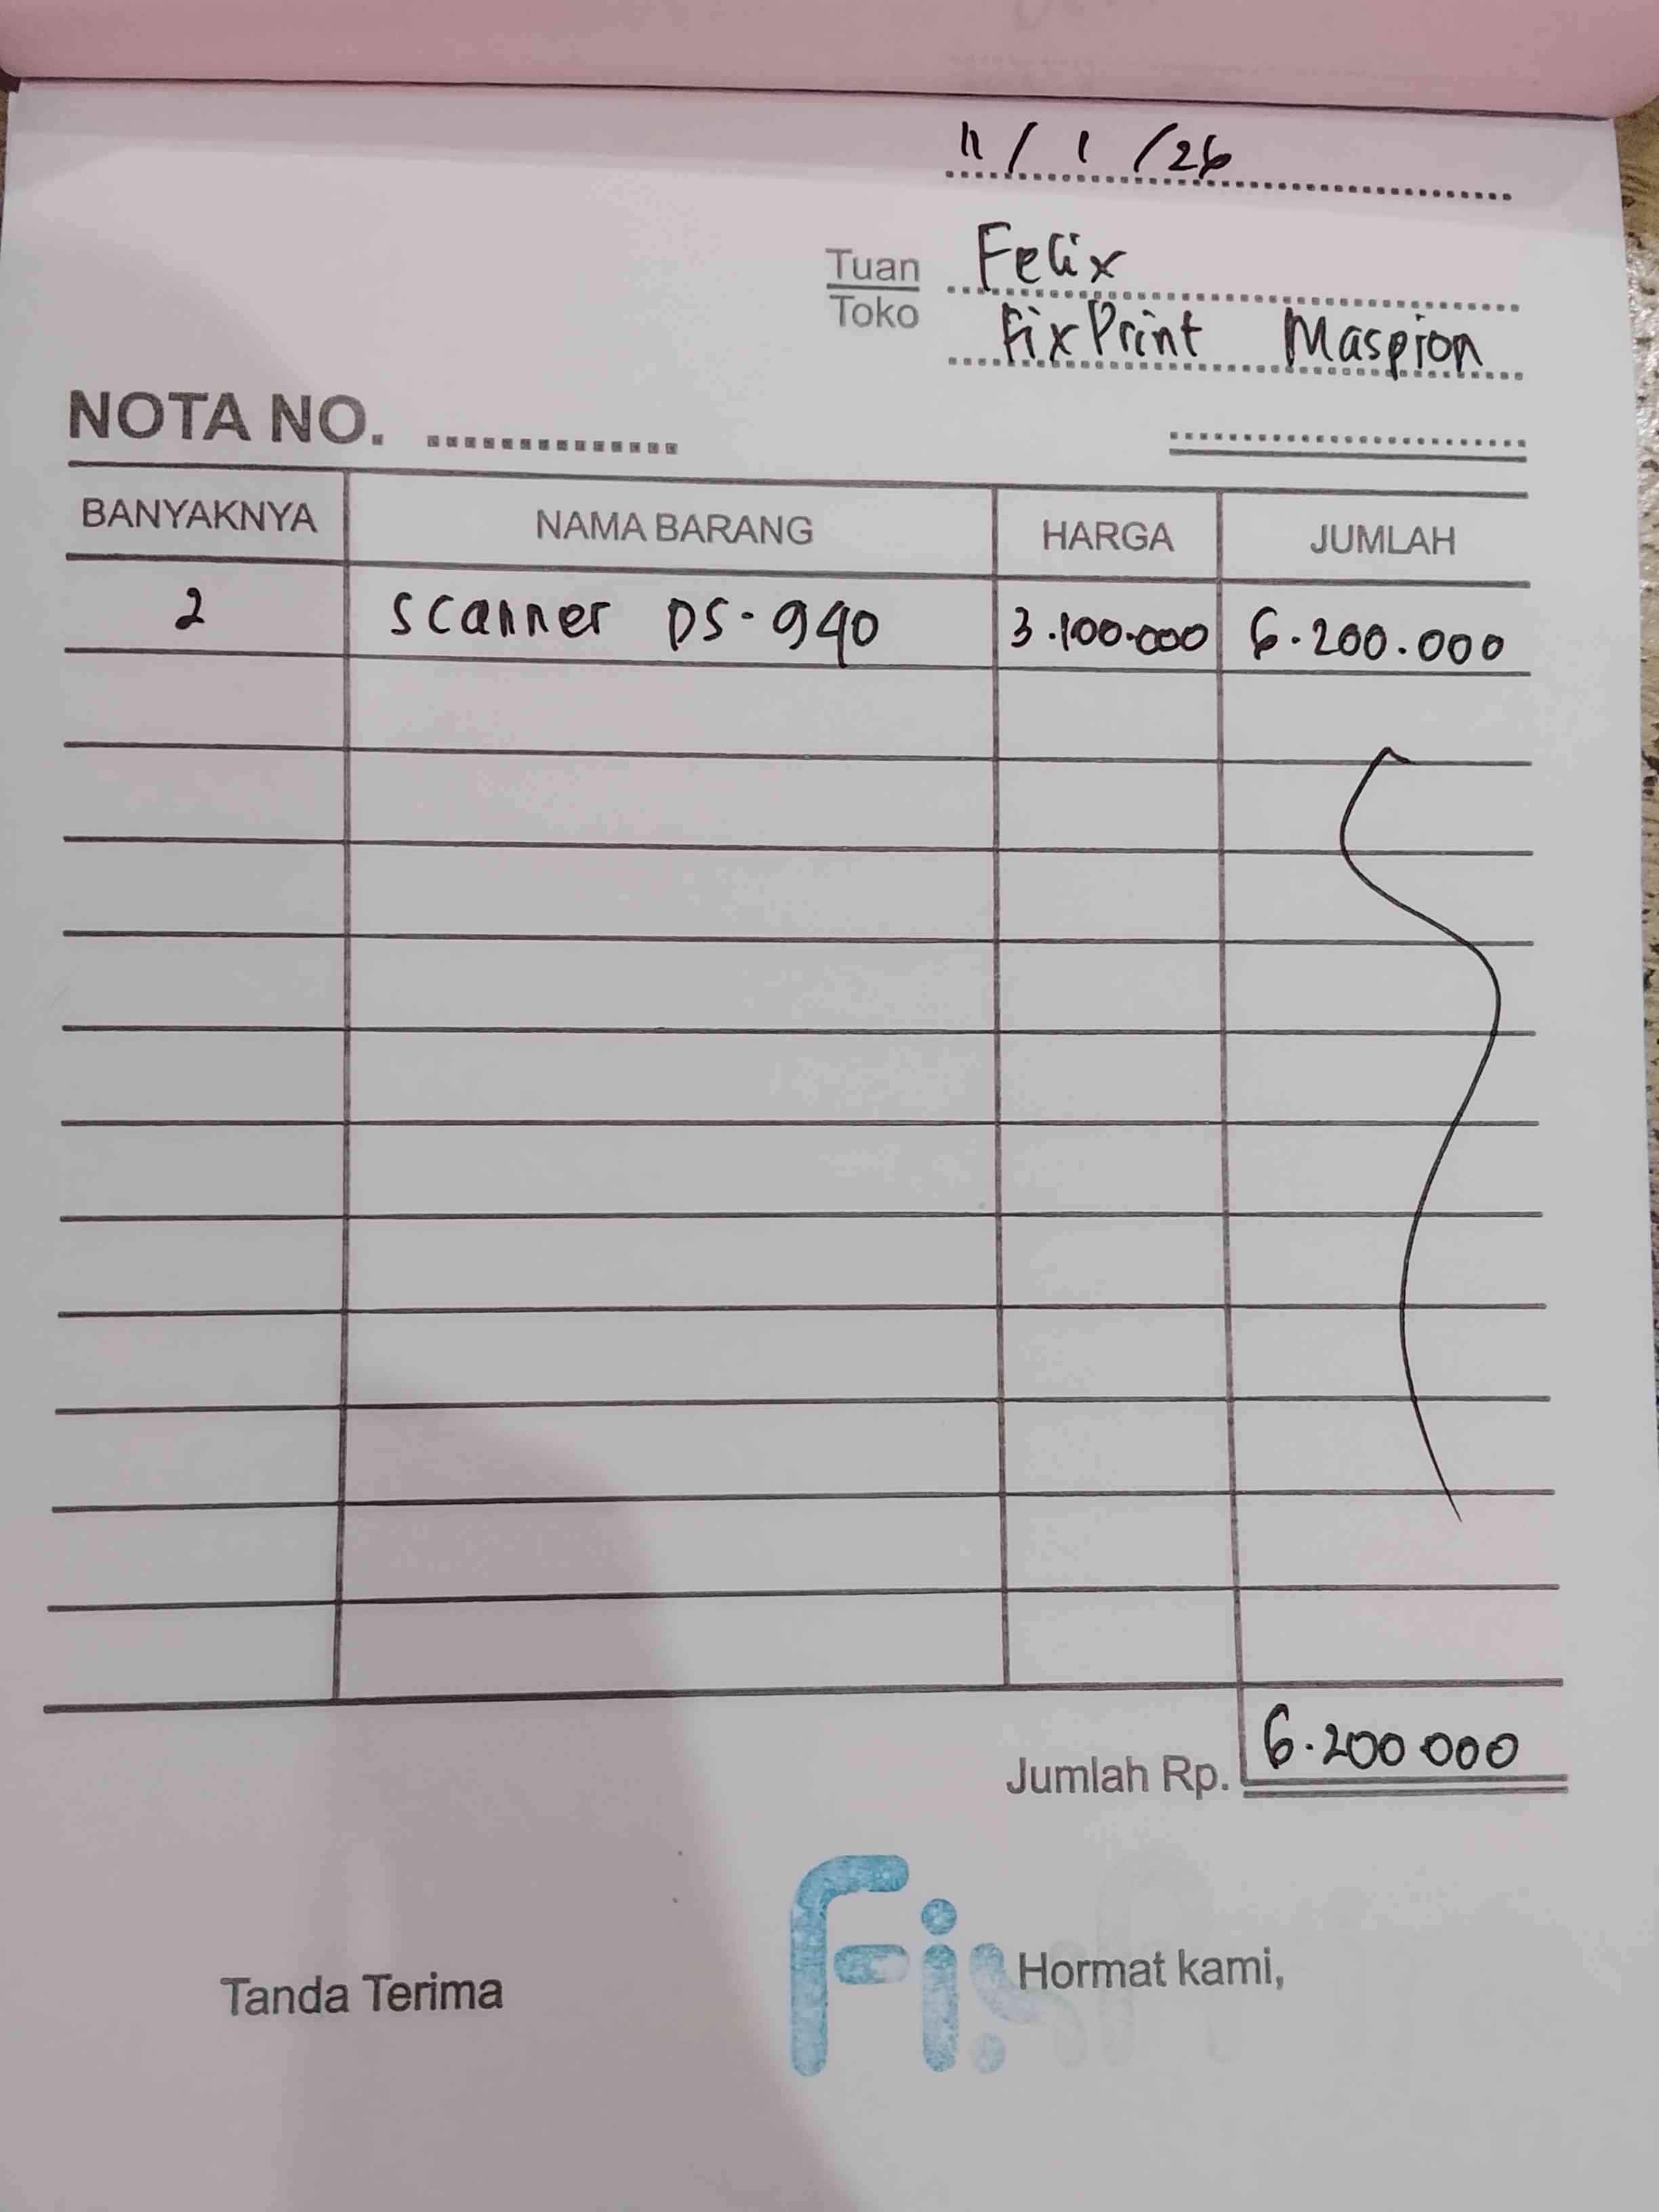 11 / 1 / 26
Tuan Felix
Toko FixPrint Maspion
NOTA NO.
BANYAKNYA NAMA BARANG HARGA JUMLAH
2 Scanner DS-940 3.100.000 6.200.000
Jumlah Rp. 6.200.000
Fix
Tanda Terima Hormat kami,